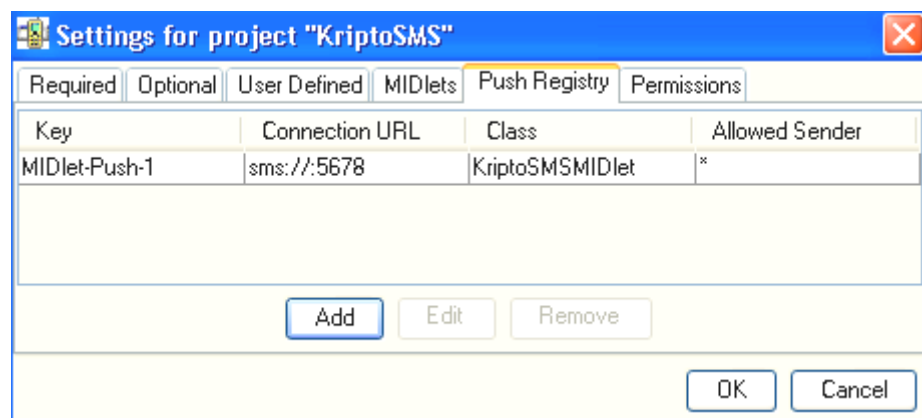 Settings for project "KriptoSMS"
Required Optional User Defined MIDlets Push Registry Permissions
Key Connection URL Class Allowed Sender
MIDlet-Push-1 sms://:5678 KriptoSMSMIDlet *
Add Edit Remove
OK Cancel